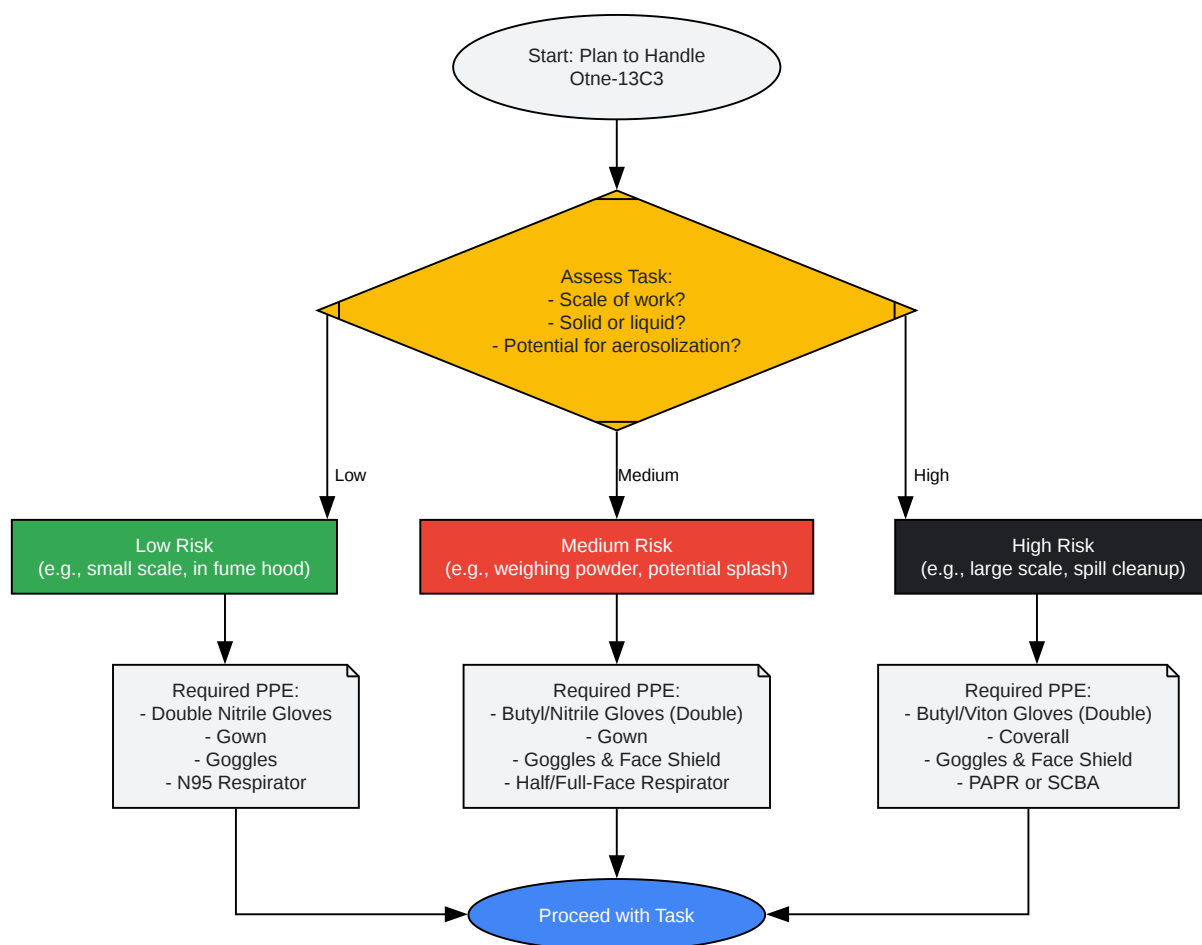 Start: Plan to Handle
Otne-13C3
Assess Task:
- Scale of work?
- Solid or liquid?
- Potential for aerosolization?
Low
Medium
High
Low Risk
(e.g., small scale, in fume hood)
Medium Risk
(e.g., weighing powder, potential splash)
High Risk
(e.g., large scale, spill cleanup)
Required PPE:
- Double Nitrile Gloves
- Gown
- Goggles
- N95 Respirator
Required PPE:
- Butyl/Nitrile Gloves (Double)
- Gown
- Goggles & Face Shield
- Half/Full-Face Respirator
Required PPE:
- Butyl/Viton Gloves (Double)
- Coverall
- Goggles & Face Shield
- PAPR or SCBA
Proceed with Task